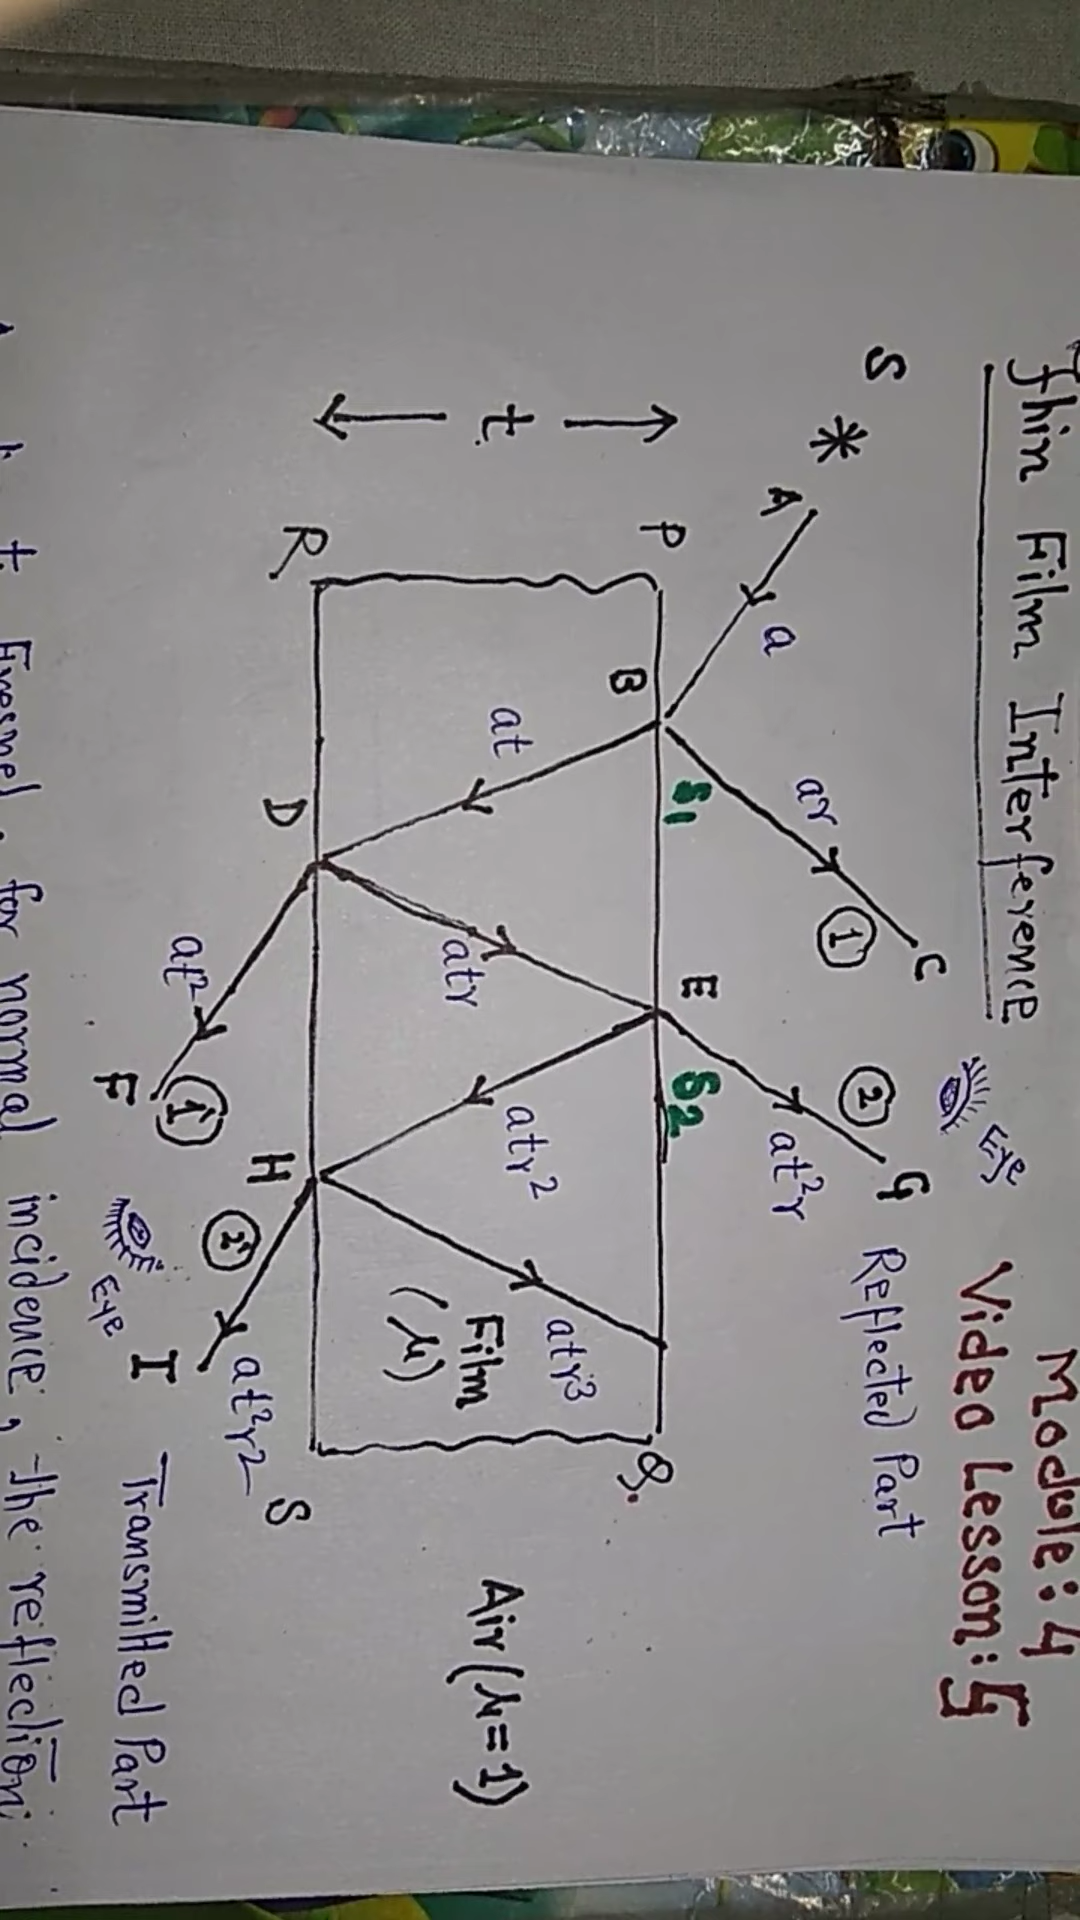 Module: 4
Thin Film Interference
Video Lesson: 5
Eye
S
A
a
ar
1
C
2
G
Reflected Part
at²r
P
B
S1
E
S2
Q.
t
at
atr
atr²
atr³
Film
(μ)
Air (μ=1)
R
D
H
S
at²
F
1
2
at²r²
I
Eye
Transmitted Part
Fresnel, for normal incidence, the reflection